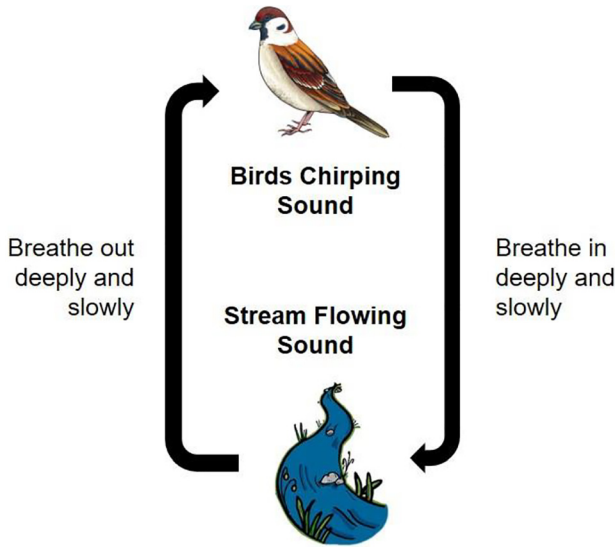 Birds Chirping
Sound
Breathe out
deeply and
slowly
Breathe in
deeply and
slowly
Stream Flowing
Sound